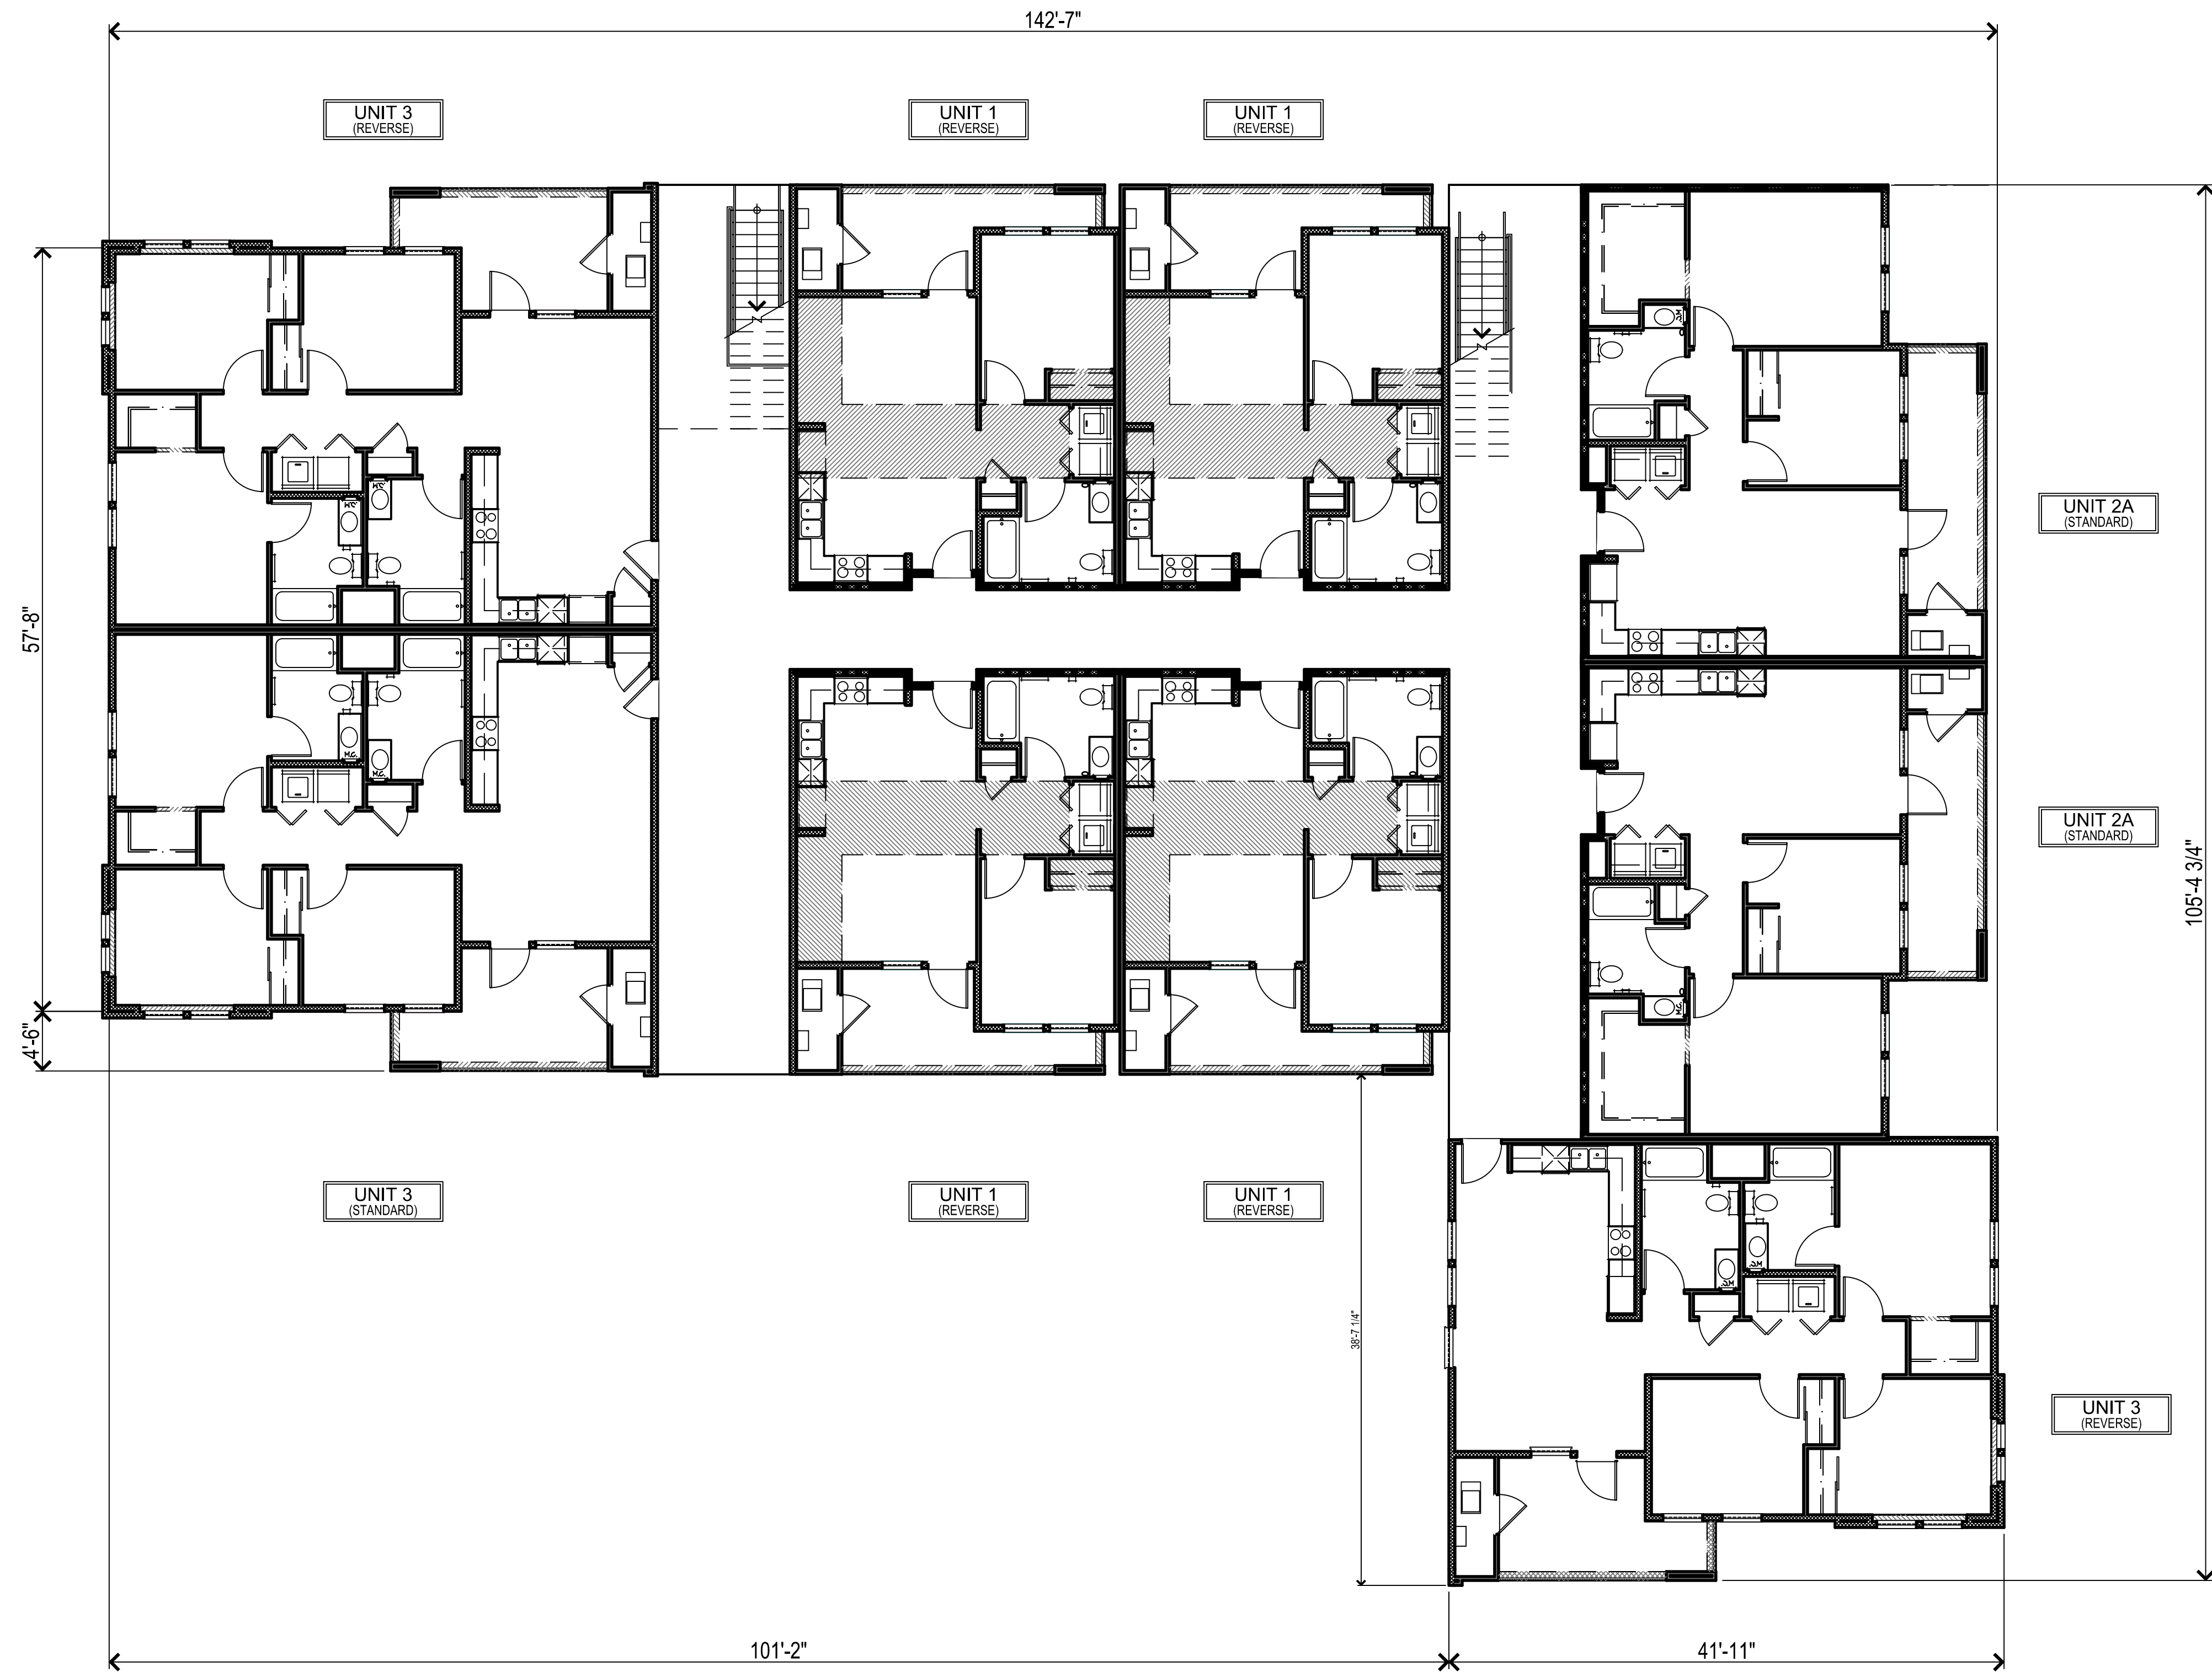 142'-7"
UNIT 3
(REVERSE)
UNIT 1
(REVERSE)
UNIT 1
(REVERSE)
UNIT 2A
(STANDARD)
57'-8"
M.C.
M.C.
M.C.
M.C.
UNIT 2A
(STANDARD)
105'-4 3/4"
4'-6"
UNIT 3
(STANDARD)
UNIT 1
(REVERSE)
UNIT 1
(REVERSE)
38'-7 1/4"
UNIT 3
(REVERSE)
101'-2"
41'-11"